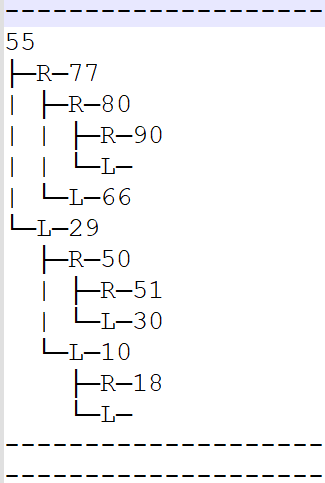 --------------------
55
├─R─77
| ├─R─80
| | ├─R─90
| | └─L─
| └─L─66
└─L─29
  ├─R─50
  | ├─R─51
  | └─L─30
  └─L─10
    ├─R─18
    └─L─
--------------------
--------------------